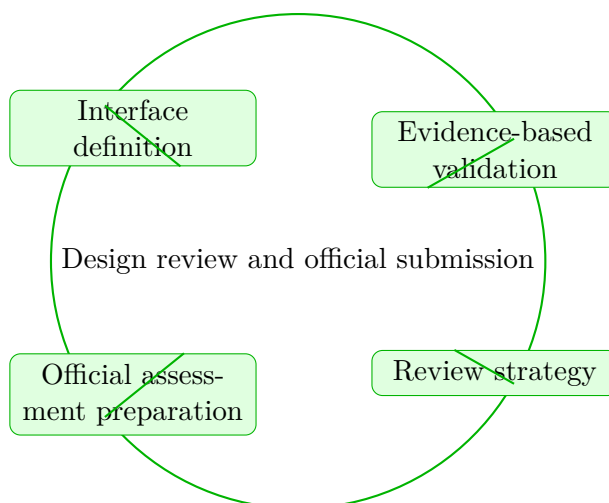 Interface
definition
Evidence-based
validation
Design review and official submission
Official assess-
ment preparation
Review strategy